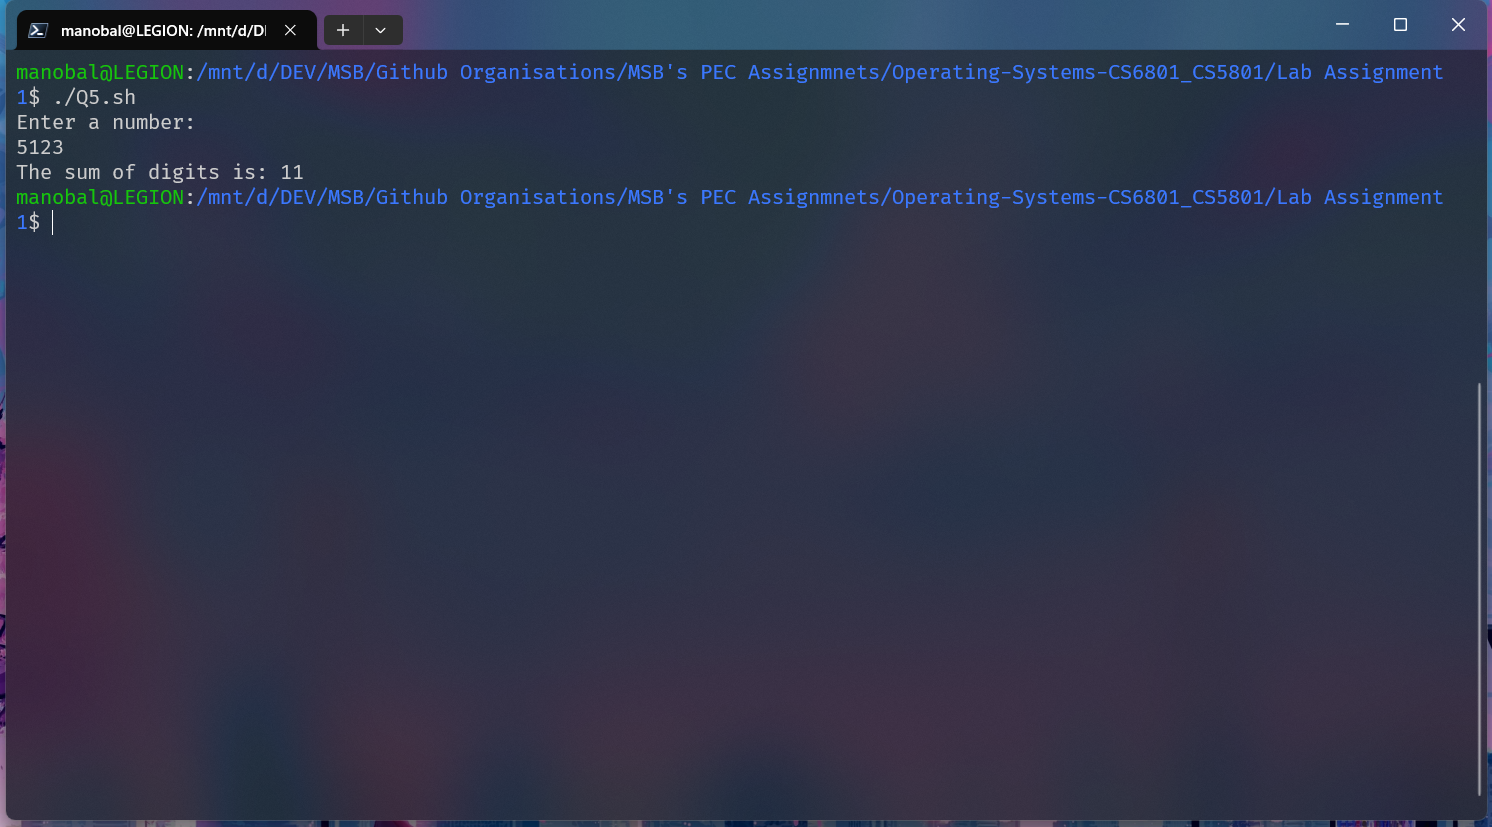 manobal@LEGION: /mnt/d/D
manobal@LEGION:/mnt/d/DEV/MSB/Github Organisations/MSB's PEC Assignmnets/Operating-Systems-CS6801_CS5801/Lab Assignment
1$ ./Q5.sh
Enter a number:
5123
The sum of digits is: 11
manobal@LEGION:/mnt/d/DEV/MSB/Github Organisations/MSB's PEC Assignmnets/Operating-Systems-CS6801_CS5801/Lab Assignment
1$